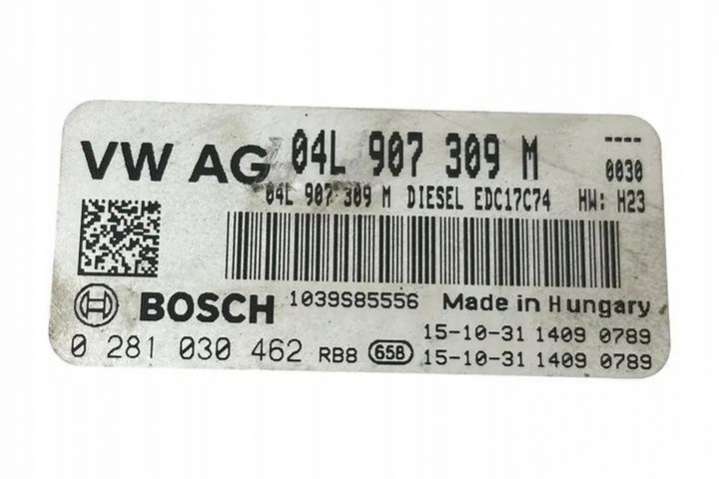 VW AG 04L 907 309 M ----
0030
04L 907 309 M DIESEL EDC17C74 HW: H23
BOSCH 1039S85556 Made in Hungary
15-10-31 1409 0789
0 281 030 462 RB8 658 15-10-31 1409 0789